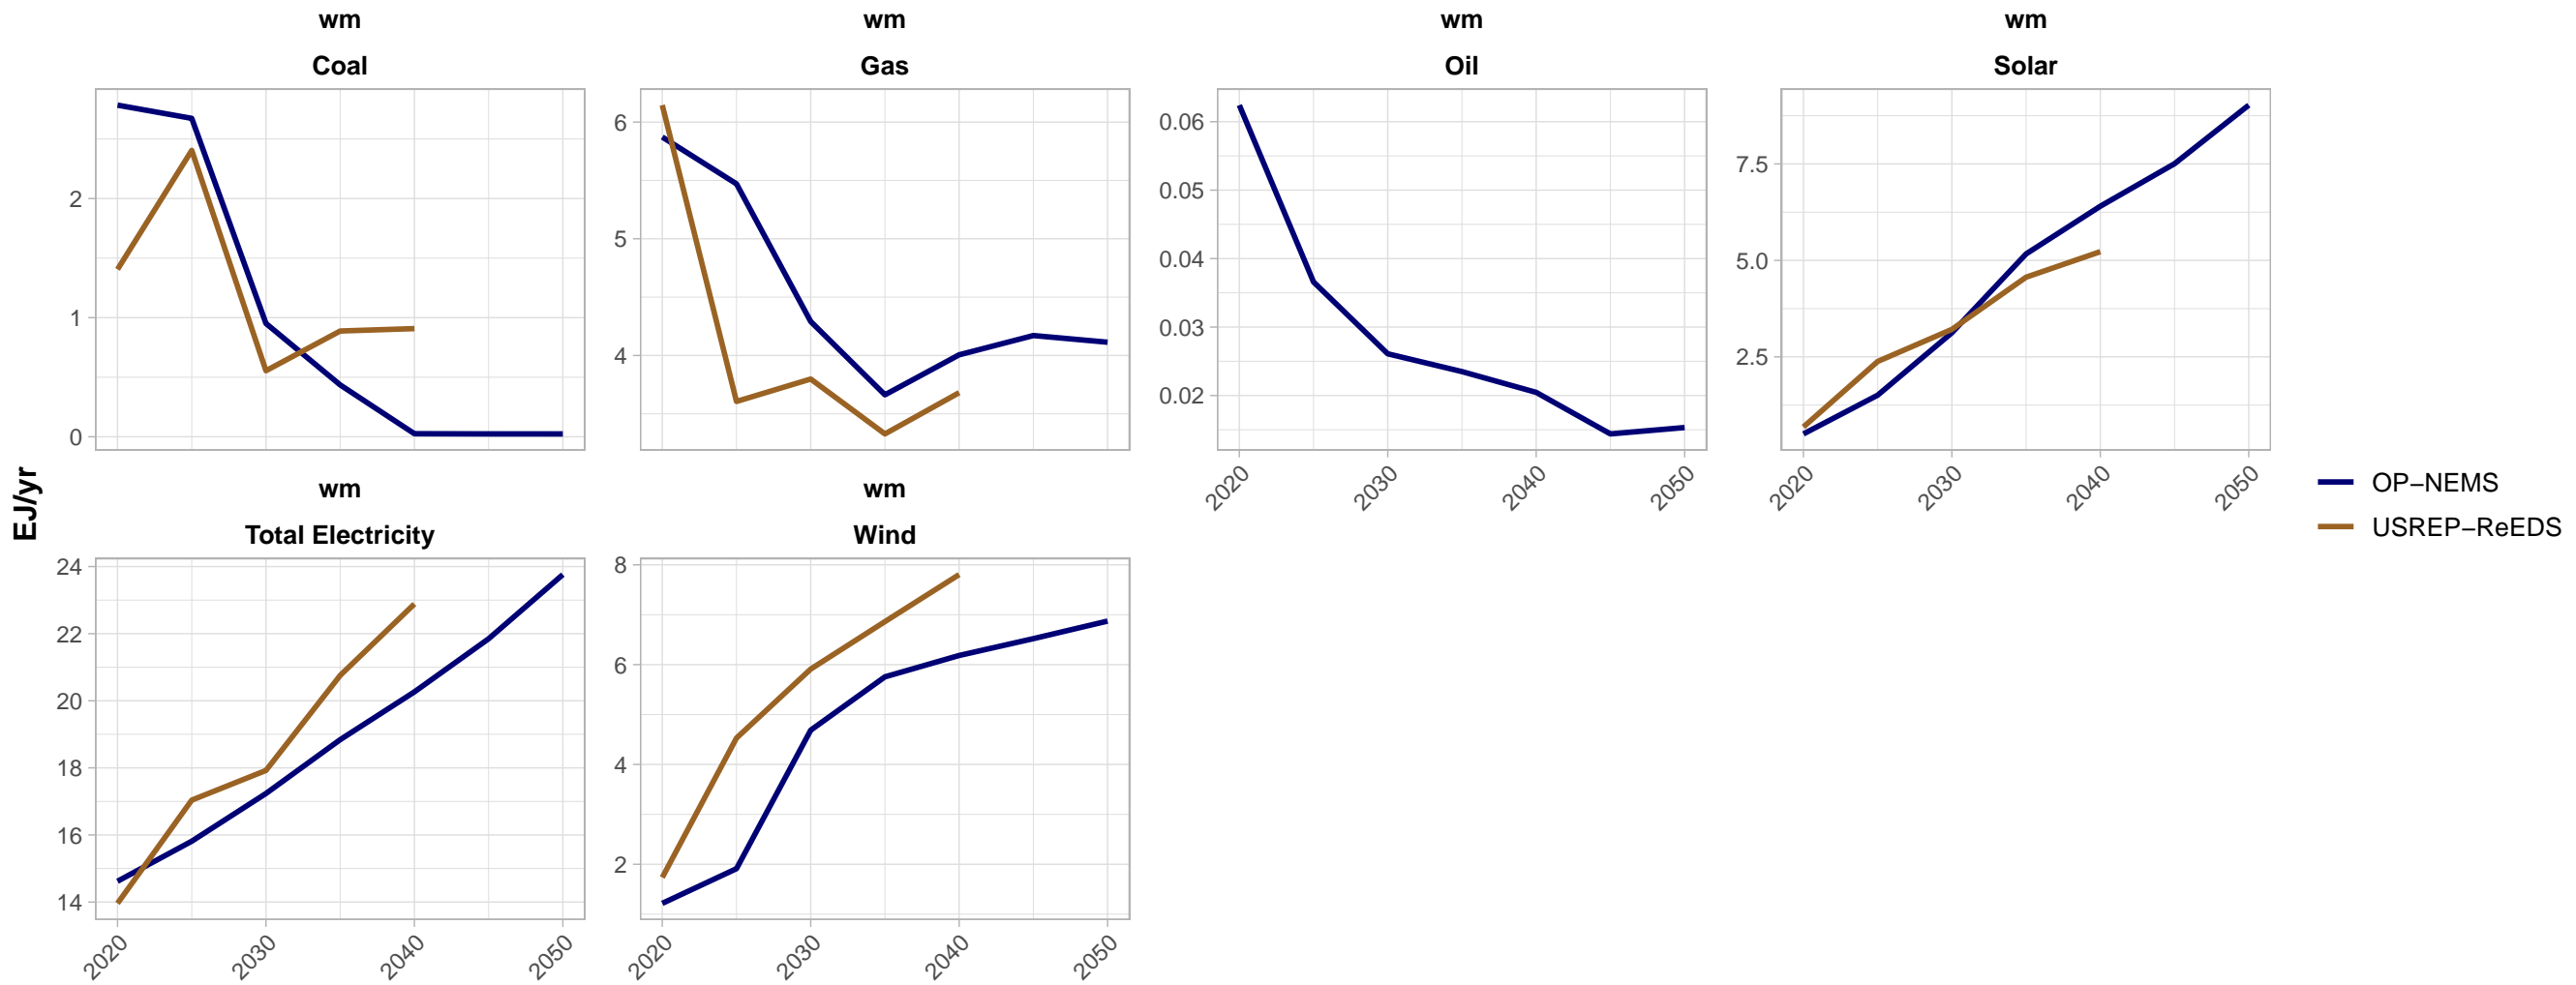 wm
Coal
wm
Gas
wm
Oil
wm
Solar
2
1
0
6
5
4
0.06
0.05
0.04
0.03
0.02
2020
2030
2040
2050
7.5
5.0
2.5
2020
2030
2040
2050
EJ/yr
wm
Total Electricity
wm
Wind
24
22
20
18
16
14
2020
2030
2040
2050
8
6
4
2
2020
2030
2040
2050
OP−NEMS
USREP−ReEDS